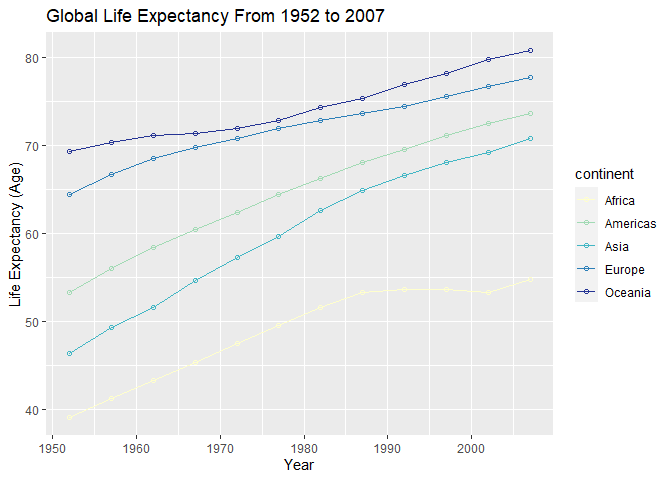 Global Life Expectancy From 1952 to 2007
Life Expectancy (Age)
80
70
60
50
40
1950 1960 1970 1980 1990 2000
Year
continent
Africa
Americas
Asia
Europe
Oceania